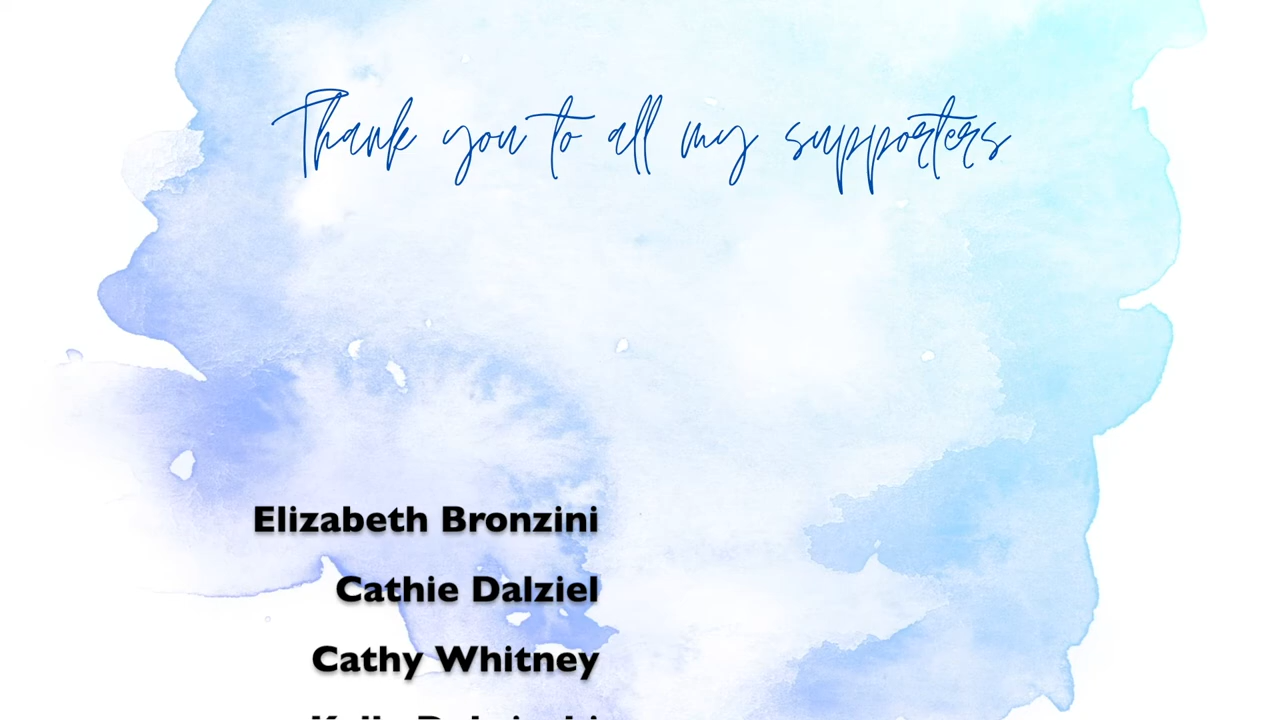 Thank you to all my supporters
Elizabeth Bronzini
Cathie Dalziel
Cathy Whitney